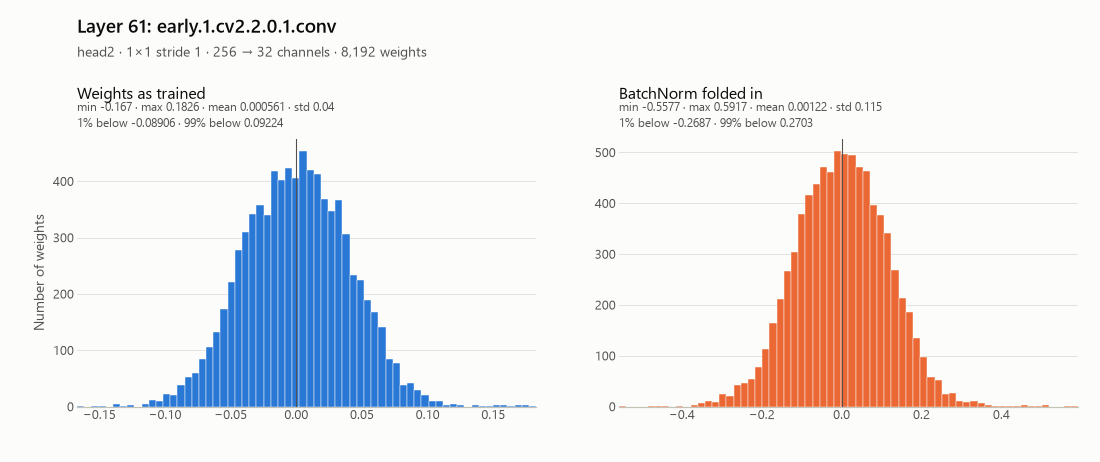 Layer 61: early.1.cv2.2.0.1.conv
head2 · 1×1 stride 1 · 256 → 32 channels · 8,192 weights
Weights as trained
min -0.167 · max 0.1826 · mean 0.000561 · std 0.04
1% below -0.08906 · 99% below 0.09224
Number of weights
400
300
200
100
0
−0.15 −0.10 −0.05 0.00 0.05 0.10 0.15
BatchNorm folded in
min -0.5577 · max 0.5917 · mean 0.00122 · std 0.115
1% below -0.2687 · 99% below 0.2703
500
400
300
200
100
0
−0.4 −0.2 0.0 0.2 0.4